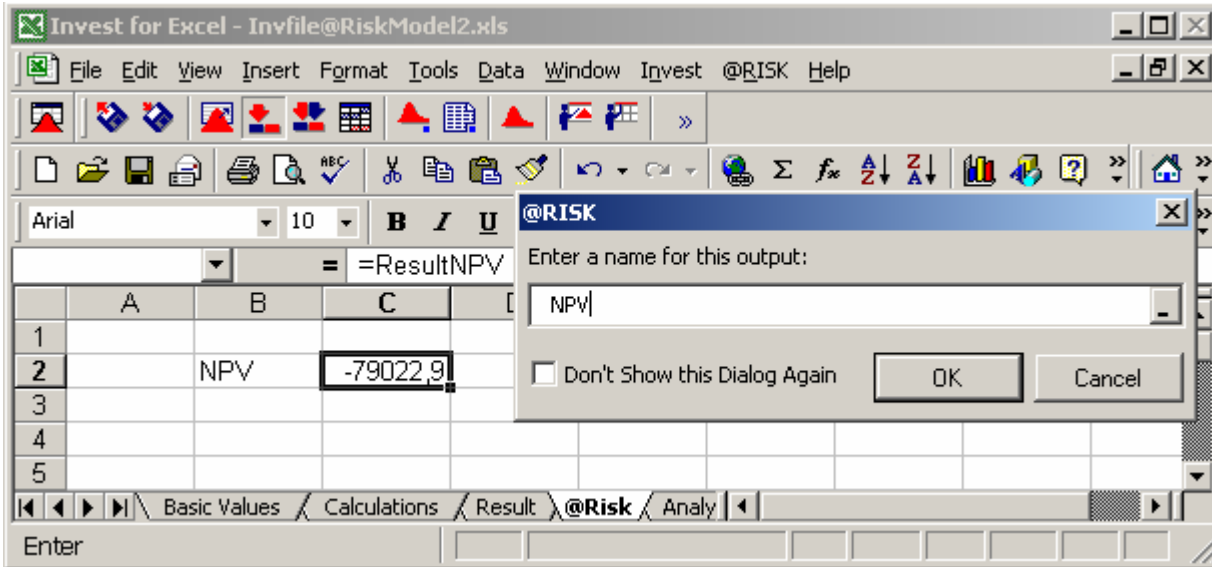 Invest for Excel - Invfile@RiskModel2.xls
File Edit View Insert Format Tools Data Window Invest @RISK Help
Arial 10 B I U
=  =ResultNPV
@RISK
Enter a name for this output:
NPV
Don't Show this Dialog Again
OK Cancel
A B C
1
2 NPV -79022,9
3
4
5
Basic Values Calculations Result @Risk Analy
Enter